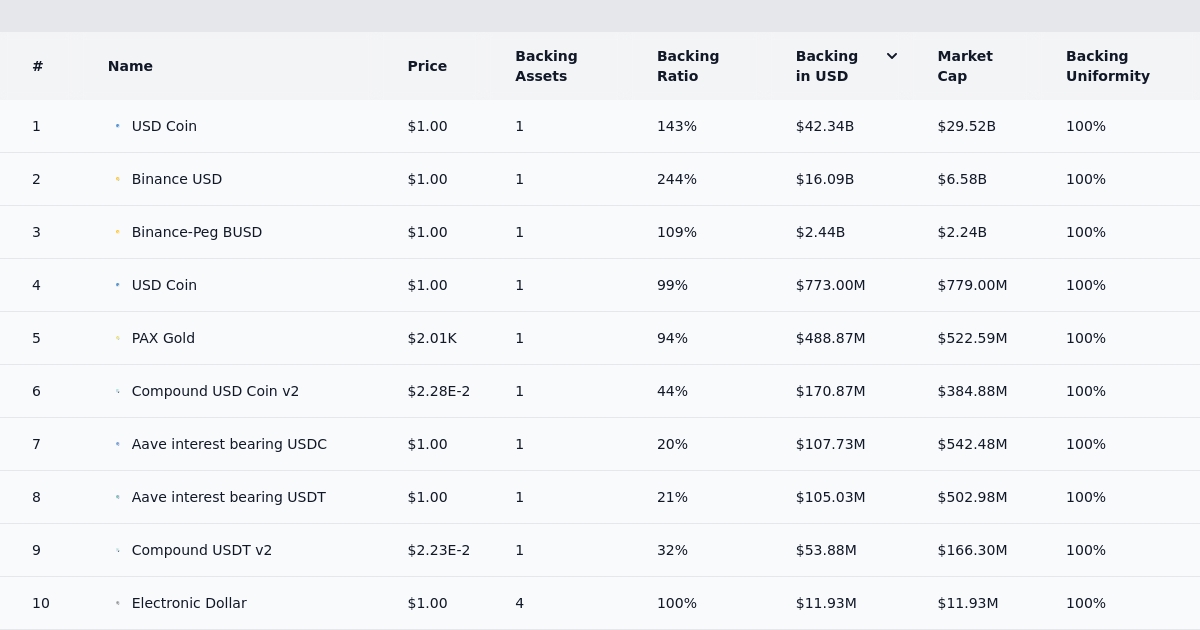 # Name Price Backing Assets Backing Ratio Backing in USD Market Cap Backing Uniformity
1 USD Coin $1.00 1 143% $42.34B $29.52B 100%
2 Binance USD $1.00 1 244% $16.09B $6.58B 100%
3 Binance-Peg BUSD $1.00 1 109% $2.44B $2.24B 100%
4 USD Coin $1.00 1 99% $773.00M $779.00M 100%
5 PAX Gold $2.01K 1 94% $488.87M $522.59M 100%
6 Compound USD Coin v2 $2.28E-2 1 44% $170.87M $384.88M 100%
7 Aave interest bearing USDC $1.00 1 20% $107.73M $542.48M 100%
8 Aave interest bearing USDT $1.00 1 21% $105.03M $502.98M 100%
9 Compound USDT v2 $2.23E-2 1 32% $53.88M $166.30M 100%
10 Electronic Dollar $1.00 4 100% $11.93M $11.93M 100%